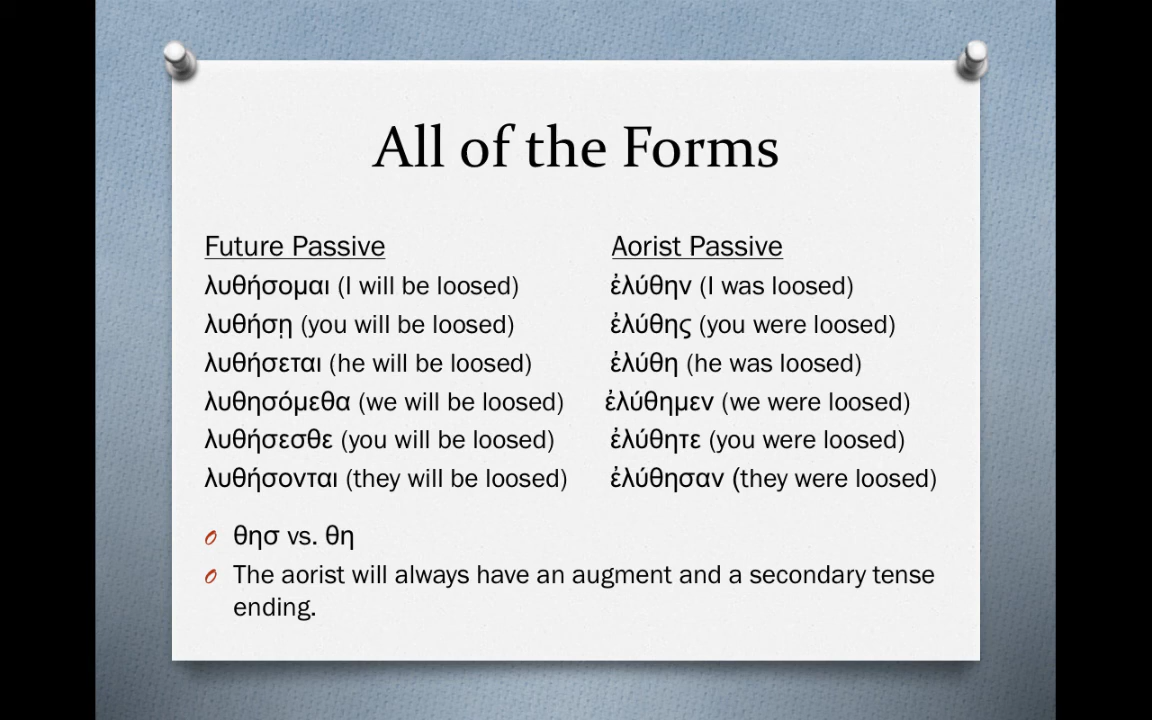 All of the Forms
Future Passive Aorist Passive
λυθήσομαι (I will be loosed) ἐλύθην (I was loosed)
λυθήσῃ (you will be loosed) ἐλύθης (you were loosed)
λυθήσεται (he will be loosed) ἐλύθη (he was loosed)
λυθησόμεθα (we will be loosed) ἐλύθημεν (we were loosed)
λυθήσεσθε (you will be loosed) ἐλύθητε (you were loosed)
λυθήσονται (they will be loosed) ἐλύθησαν (they were loosed)
θησ vs. θη
The aorist will always have an augment and a secondary tense
ending.